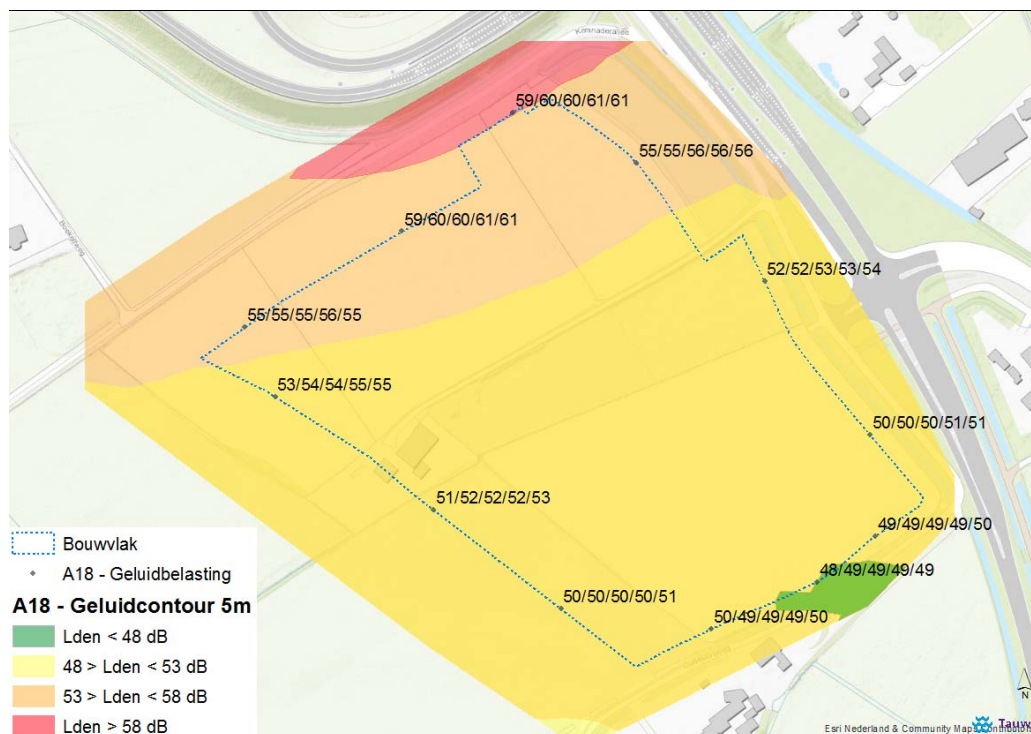 59/60/60/61/61
55/55/56/56/56
59/60/60/61/61
52/52/53/53/54
55/55/55/56/55
53/54/54/55/55
50/50/50/51/51
51/52/52/52/53
49/49/49/49/50
48/49/49/49/49
50/50/50/50/51
50/49/49/49/50
Bouwvlak
A18 - Geluidbelasting
A18 - Geluidcontour 5m
Lden < 48 dB
48 > Lden < 53 dB
53 > Lden < 58 dB
Lden > 58 dB
N
Esri Nederland & Community Maps
Tauw